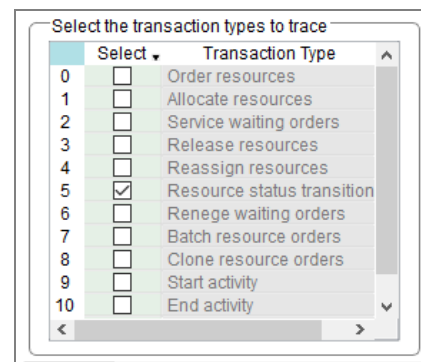 Select the transaction types to trace
Select Transaction Type
0 Order resources
1 Allocate resources
2 Service waiting orders
3 Release resources
4 Reassign resources
5 Resource status transition
6 Renege waiting orders
7 Batch resource orders
8 Clone resource orders
9 Start activity
10 End activity